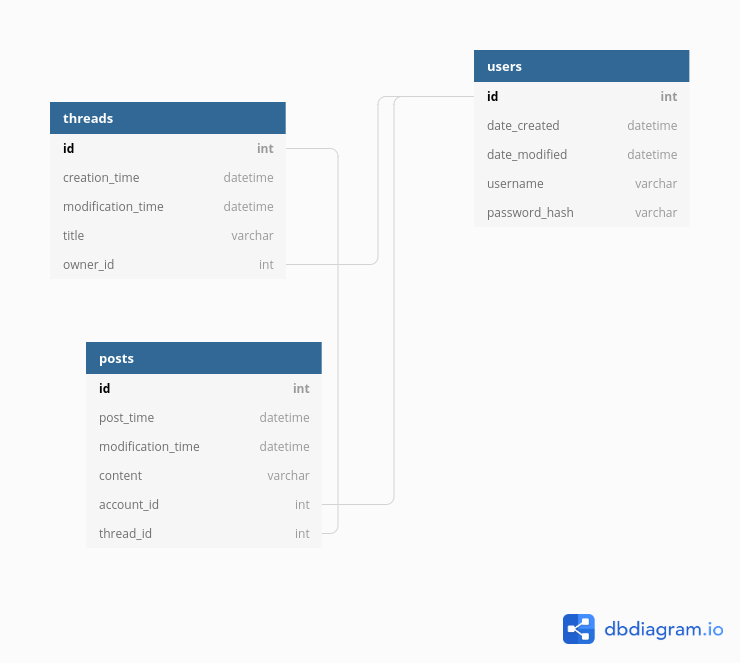 threads
id int
creation_time datetime
modification_time datetime
title varchar
owner_id int
users
id int
date_created datetime
date_modified datetime
username varchar
password_hash varchar
posts
id int
post_time datetime
modification_time datetime
content varchar
account_id int
thread_id int
dbdiagram.io